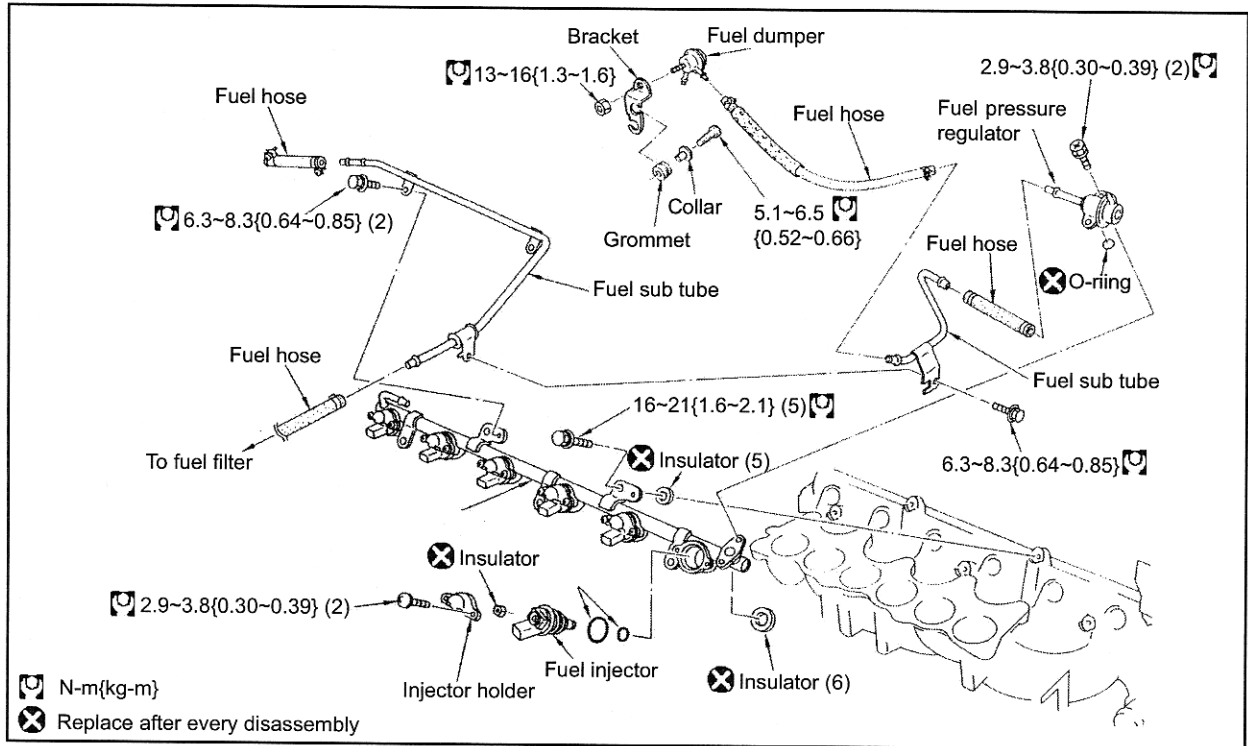 Bracket
Fuel dumper
13~16{1.3~1.6}
2.9~3.8{0.30~0.39} (2)
Fuel hose
Fuel hose
Fuel pressure
regulator
6.3~8.3{0.64~0.85} (2)
Collar
Grommet
5.1~6.5
{0.52~0.66}
Fuel hose
O-riing
Fuel sub tube
Fuel hose
Fuel sub tube
16~21{1.6~2.1} (5)
To fuel filter
Insulator (5)
6.3~8.3{0.64~0.85}
Insulator
2.9~3.8{0.30~0.39} (2)
Fuel injector
Injector holder
Insulator (6)
N-m{kg-m}
Replace after every disassembly